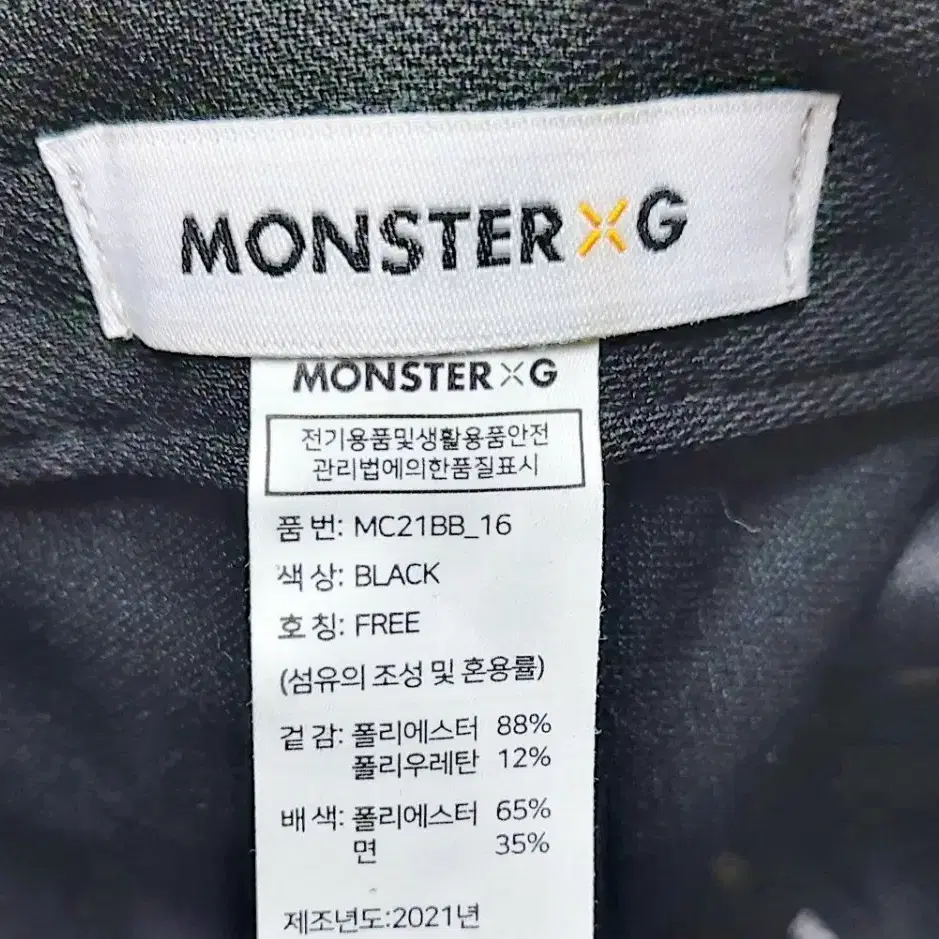 MONSTER X G
MONSTER X G
전기용품및생활용품안전
관리법에의한품질표시
품 번: MC21BB_16
색 상: BLACK
호 칭: FREE
(섬유의 조성 및 혼용률)
겉 감: 폴리에스터 88%
폴리우레탄 12%
배 색: 폴리에스터 65%
면 35%
제조년도:2021년